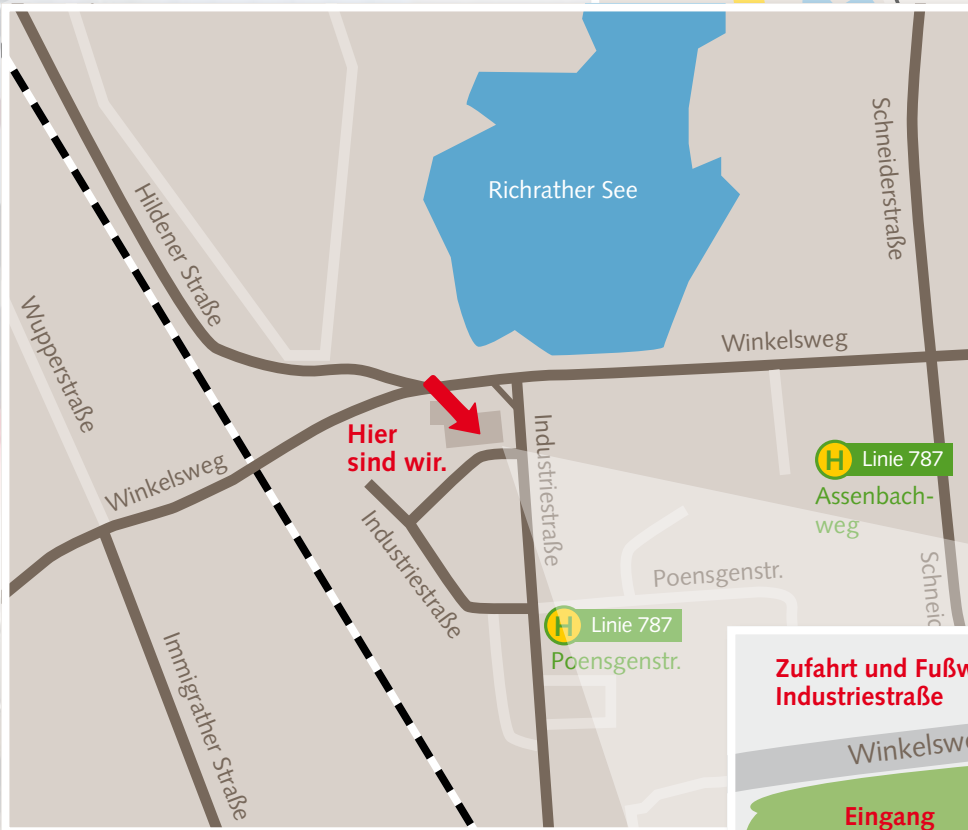 Richrather See
Schneiderstraße
Hildener Straße
Wupperstraße
Winkelsweg
Hier
sind wir.
Industriestraße
H Linie 787
Assenbach-
weg
Winkelsweg
Industriestraße
Poensgenstr.
Schneid
H Linie 787
Poensgenstr.
Immigrather Straße
Zufahrt und Fußw
Industriestraße
Winkelswe
Eingang